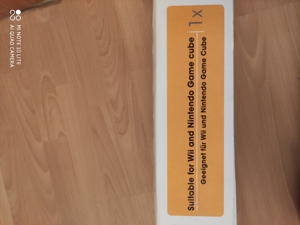 1x
Suitable for Wii and Nintendo Game cube
Geeignet für Wii und Nintendo Game Cube
MI NOTE 10 LITE
AI QUAD CAMERA